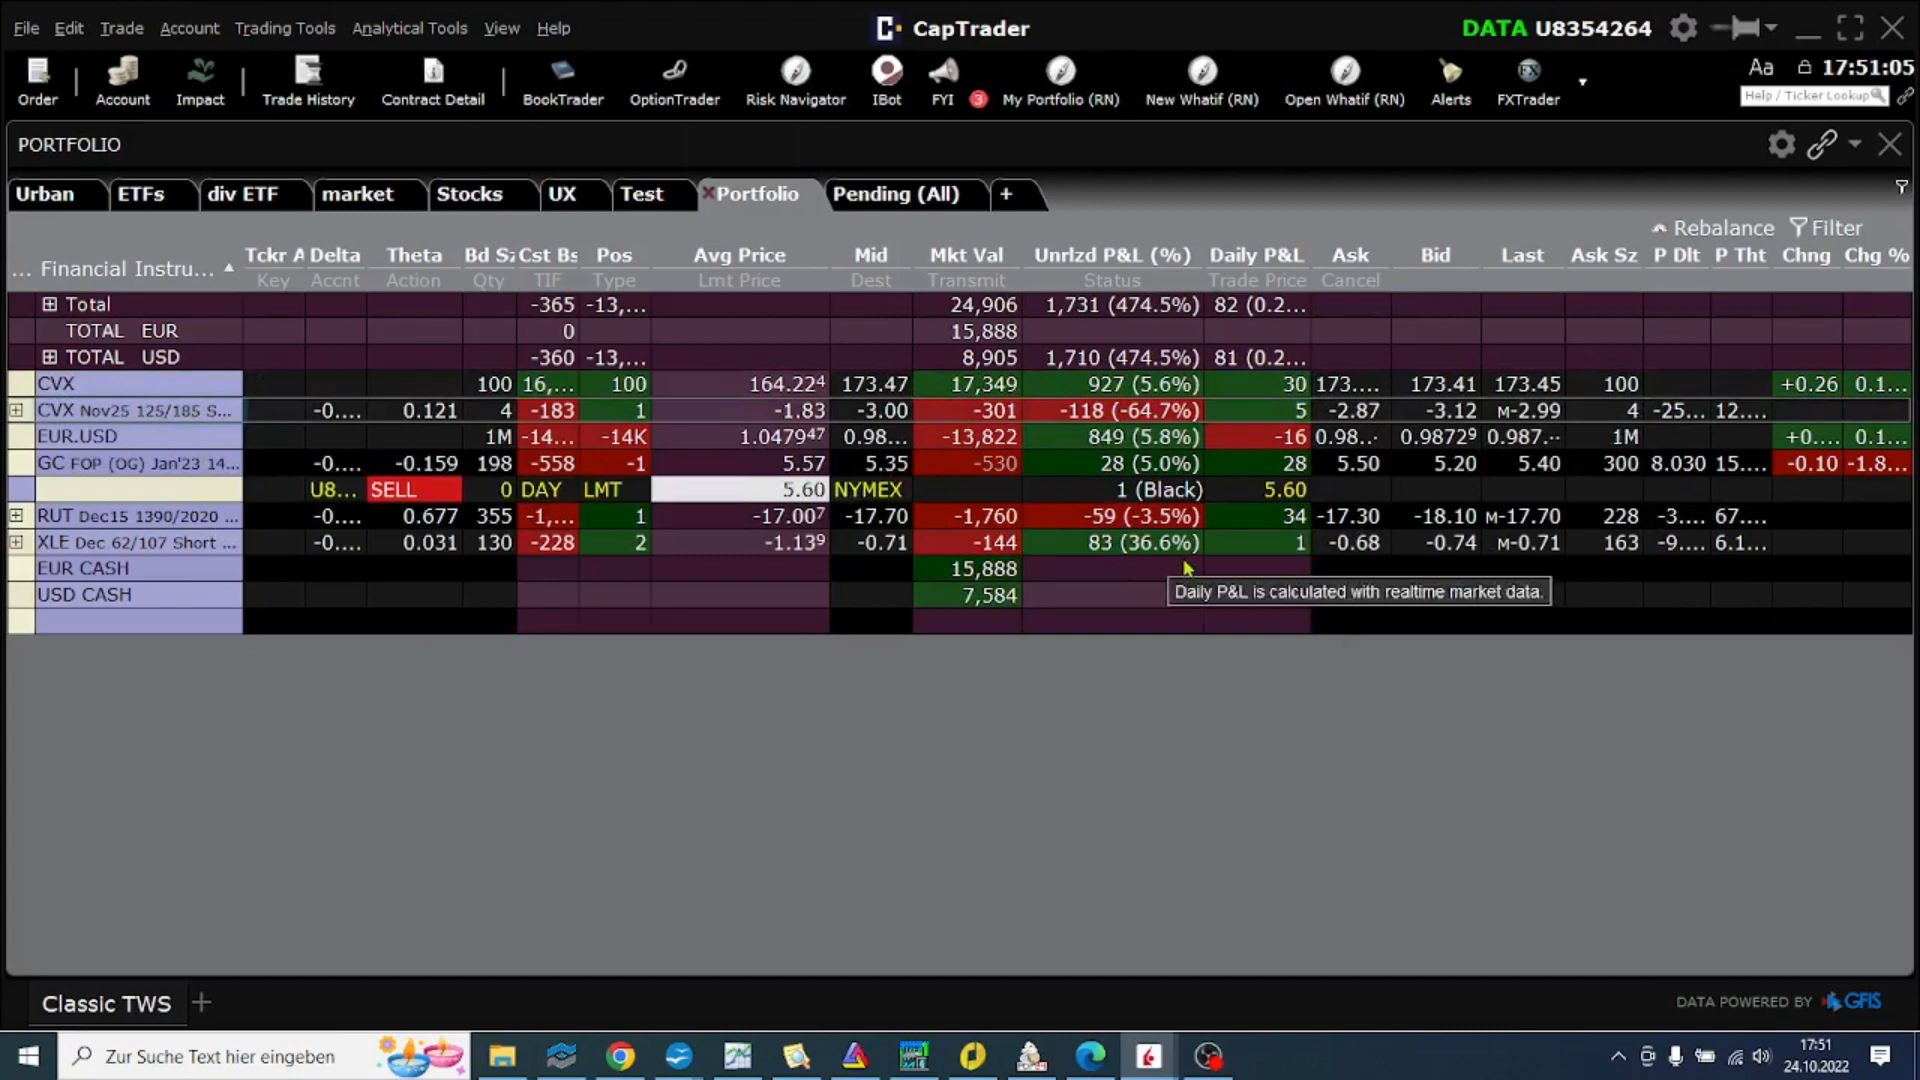 File Edit Trade Account Trading Tools Analytical Tools View Help CapTrader DATA U8354264
Order Account Impact Trade History Contract Detail BookTrader OptionTrader Risk Navigator IBot FYI 3 My Portfolio (RN) New Whatif (RN) Open Whatif (RN) Alerts FX FXTrader Aa 17:51:05
Help / Ticker Lookup
PORTFOLIO
Urban ETFs div ETF market Stocks UX Test Portfolio Pending (All) +
Rebalance Filter
... Financial Instru... Tckr A Delta Theta Bd Sz Cst Bs Pos Avg Price Mid Mkt Val Unrlzd P&L (%) Daily P&L Ask Bid Last Ask Sz P Dlt P Tht Chng Chg %
Key Accnt Action Qty TIF Type Lmt Price Dest Transmit Status Trade Price Cancel
Total -365 -13,... 24,906 1,731 (474.5%) 82 (0.2...
TOTAL EUR 0 15,888
TOTAL USD -360 -13,... 8,905 1,710 (474.5%) 81 (0.2...
CVX 100 16,... 100 164.224 173.47 17,349 927 (5.6%) 30 173.... 173.41 173.45 100 +0.26 0.1...
CVX Nov25 125/185 S... -0.... 0.121 4 -183 1 -1.83 -3.00 -301 -118 (-64.7%) 5 -2.87 -3.12 M-2.99 4 -25... 12....
EUR.USD 1M -14... -14K 1.047947 0.98... -13,822 849 (5.8%) -16 0.98... 0.98729 0.987... 1M +0.... 0.1...
GC FOP (OG) Jan'23 14... -0.... -0.159 198 -558 -1 5.57 5.35 -530 28 (5.0%) 28 5.50 5.20 5.40 300 8.030 15.... -0.10 -1.8...
U8... SELL 0 DAY LMT 5.60 NYMEX 1 (Black) 5.60
RUT Dec15 1390/2020 ... -0.... 0.677 355 -1,... 1 -17.007 -17.70 -1,760 -59 (-3.5%) 34 -17.30 -18.10 M-17.70 228 -3.... 67....
XLE Dec 62/107 Short ... -0.... 0.031 130 -228 2 -1.139 -0.71 -144 83 (36.6%) 1 -0.68 -0.74 M-0.71 163 -9.... 6.1...
EUR CASH 15,888
USD CASH 7,584
Daily P&L is calculated with realtime market data.
Classic TWS + DATA POWERED BY GFIS
Zur Suche Text hier eingeben 17:51
24.10.2022